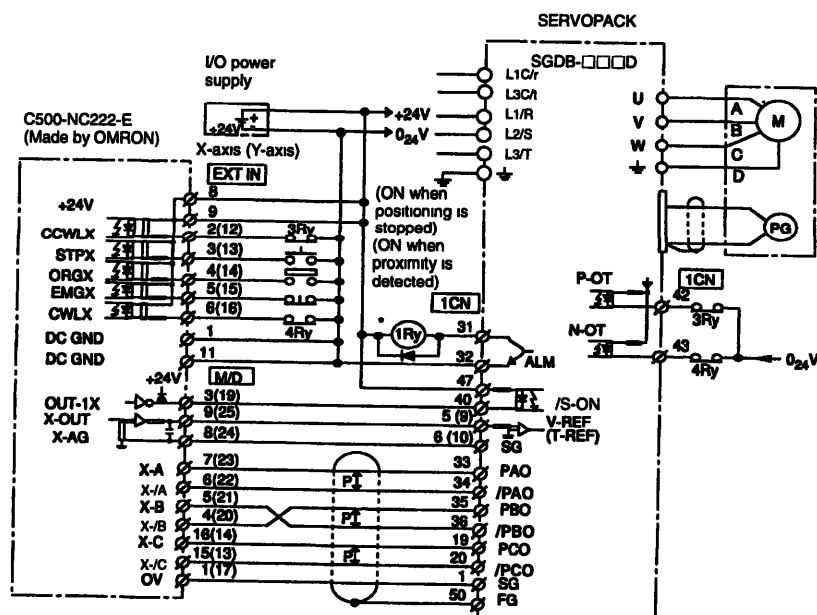 SERVOPACK
SGDB-□□□D
I/O power
supply
+24V
C500-NC222-E
(Made by OMRON)
X-axis (Y-axis)
EXT IN
L1C/r
L3C/t
+24V L1/R
0₂₄V L2/S
L3/T
U
V
W
A
B
C
D
M
PG
+24V 8
9
CCWLX 2(12) 3Ry
STPX 3(13)
ORGX 4(14)
EMGX 5(15)
CWLX 6(16) 4Ry
DC GND 1
DC GND 11
(ON when
positioning is
stopped)
(ON when
proximity is
detected)
1CN
* 1Ry 31
32 ALM
P-OT 1CN
42 3Ry
N-OT 43 4Ry 0₂₄V
+24V M/D
47
OUT-1X 3(19) 40 /S-ON
X-OUT 9(25) 5 (9) V-REF
(T-REF)
X-AG 8(24) 6 (10) SG
X-A 7(23) P 33 PAO
X-/A 6(22) 34 /PAO
X-B 5(21) P 35 PBO
X-/B 4(20) 36 /PBO
X-C 16(14) P 19 PCO
X-/C 15(13) 20 /PCO
OV 1(17) 1 SG
50 FG